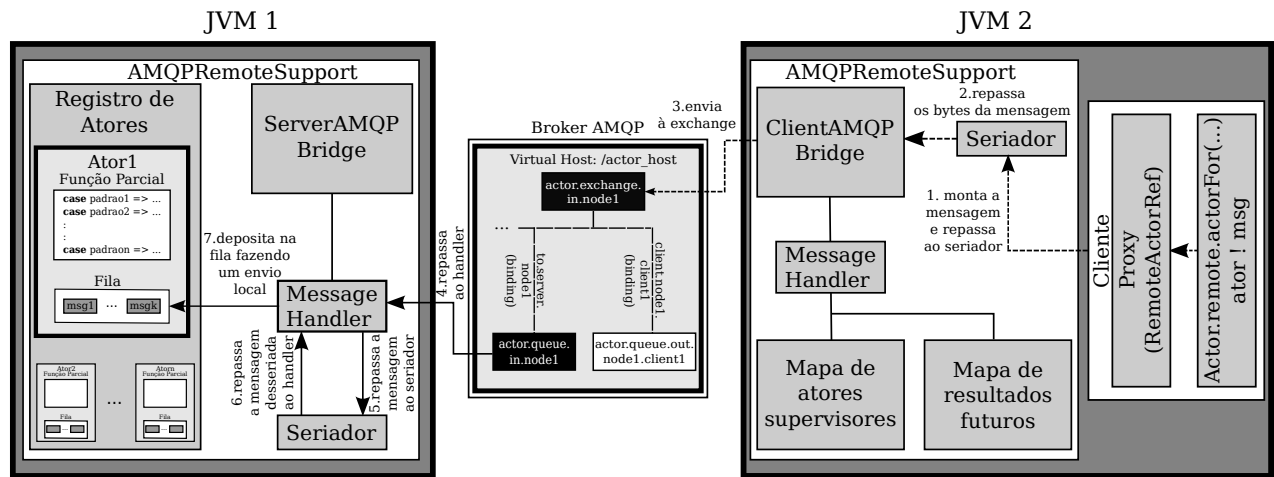 JVM 1
AMQPRemoteSupport
Registro de
Atores
Ator1
Função Parcial
case padrao1 => ...
case padrao2 => ...
:
:
case padraon => ...
Fila
msg1 ... msgk
Ator2
Função Parcial
Fila
...
...
Atorn
Função Parcial
Fila
...
ServerAMQP
Bridge
7.deposita na
fila fazendo
um envio
local
Message
Handler
6.repassa
a mensagem
desseriada
ao handler
5.repassa a
mensagem
ao seriador
Seriador
4.repassa
ao handler
Broker AMQP
Virtual Host: /actor_host
actor.exchange.
in.node1
...
to.server.
node1
(binding)
client.node1.
client1
(binding)
actor.queue.
in.node1
actor.queue.out.
node1.client1
3.envia
à exchange
JVM 2
AMQPRemoteSupport
ClientAMQP
Bridge
2.repassa
os bytes da mensagem
Seriador
1. monta a
mensagem
e repassa
ao seriador
Message
Handler
Mapa de
atores
supervisores
Mapa de
resultados
futuros
Cliente
Proxy
(RemoteActorRef)
Actor.remote.actorFor(...)
ator ! msg